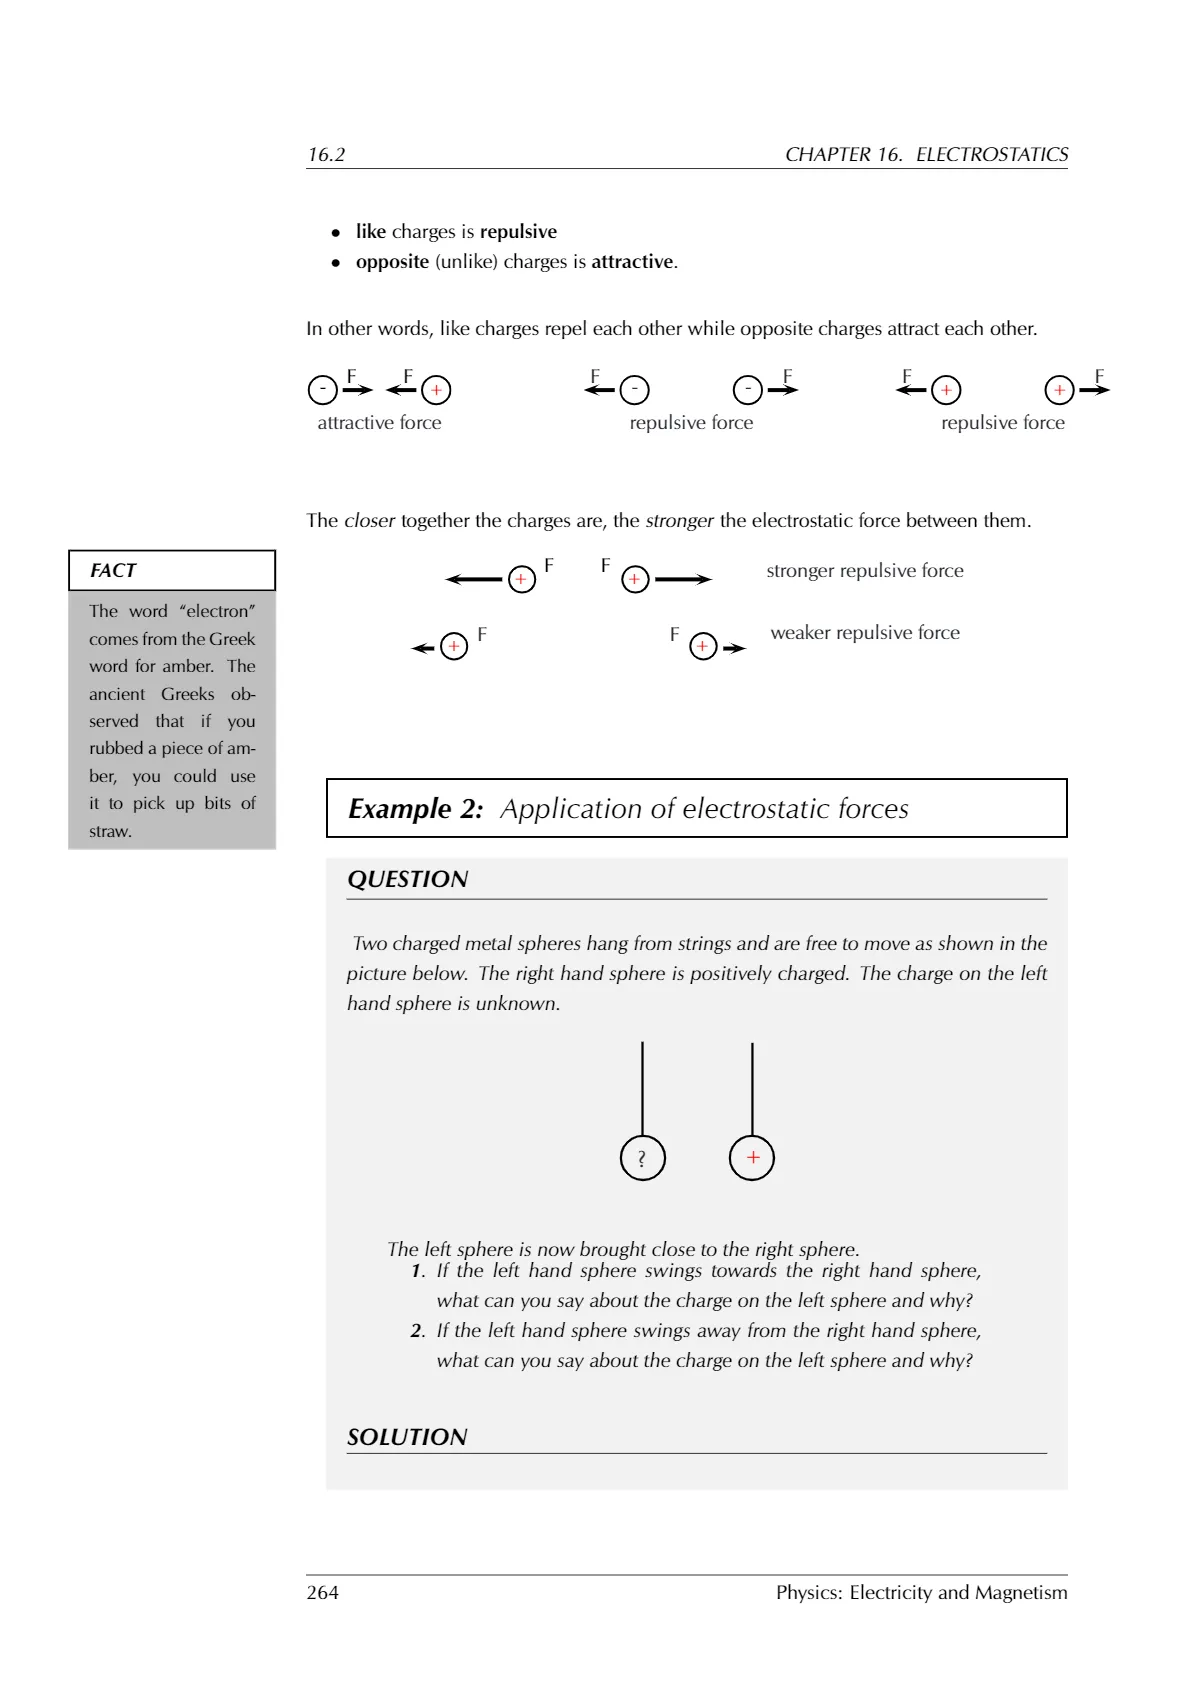 16.2 CHAPTER 16. ELECTROSTATICS
• like charges is repulsive
• opposite (unlike) charges is attractive.
In other words, like charges repel each other while opposite charges attract each other.
- F F + F - - F F + + F
attractive force repulsive force repulsive force
The closer together the charges are, the stronger the electrostatic force between them.
+ F F + stronger repulsive force
+ F F + weaker repulsive force
FACT
The word “electron”
comes from the Greek
word for amber. The
ancient Greeks ob-
served that if you
rubbed a piece of am-
ber, you could use
it to pick up bits of
straw.
Example 2: Application of electrostatic forces
QUESTION
Two charged metal spheres hang from strings and are free to move as shown in the
picture below. The right hand sphere is positively charged. The charge on the left
hand sphere is unknown.
? +
The left sphere is now brought close to the right sphere.
1. If the left hand sphere swings towards the right hand sphere,
what can you say about the charge on the left sphere and why?
2. If the left hand sphere swings away from the right hand sphere,
what can you say about the charge on the left sphere and why?
SOLUTION
264 Physics: Electricity and Magnetism